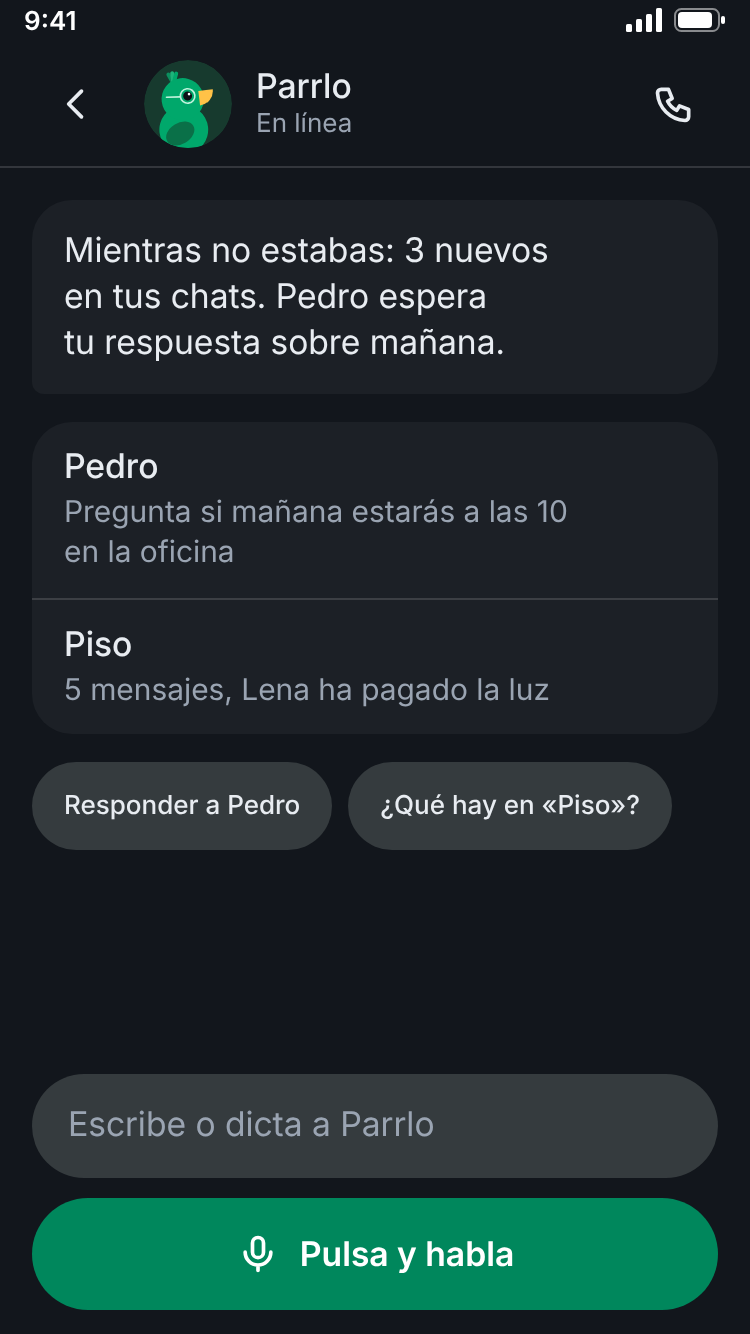 9:41
Parrlo
En línea
Mientras no estabas: 3 nuevos
en tus chats. Pedro espera
tu respuesta sobre mañana.
Pedro
Pregunta si mañana estarás a las 10
en la oficina
Piso
5 mensajes, Lena ha pagado la luz
Responder a Pedro
¿Qué hay en «Piso»?
Escribe o dicta a Parrlo
Pulsa y habla